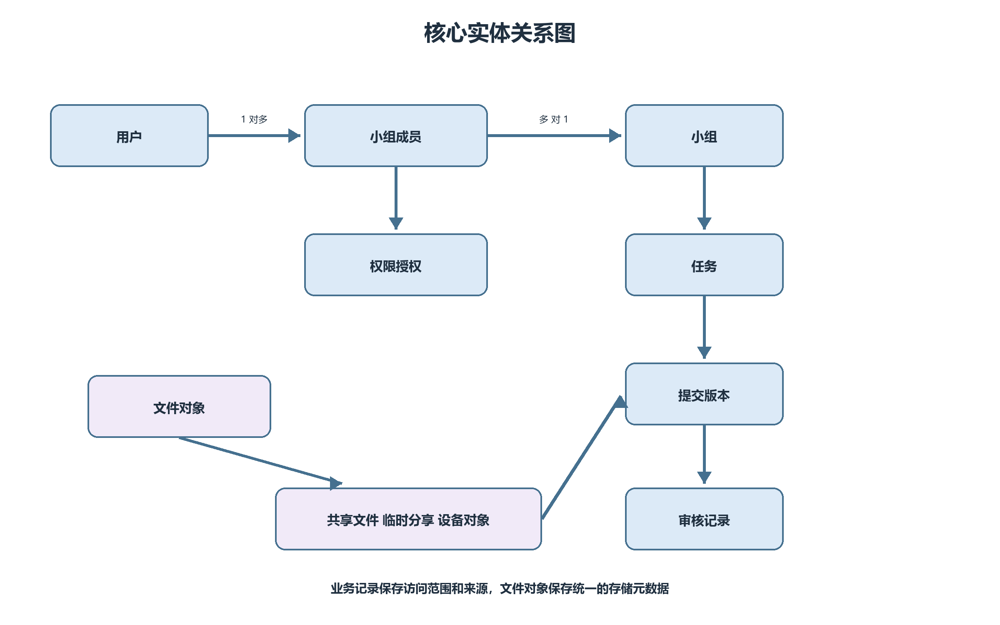 核心实体关系图
1 对多
多 对 1
用户
小组成员
小组
权限授权
任务
提交版本
文件对象
共享文件 临时分享 设备对象
审核记录
业务记录保存访问范围和来源，文件对象保存统一的存储元数据